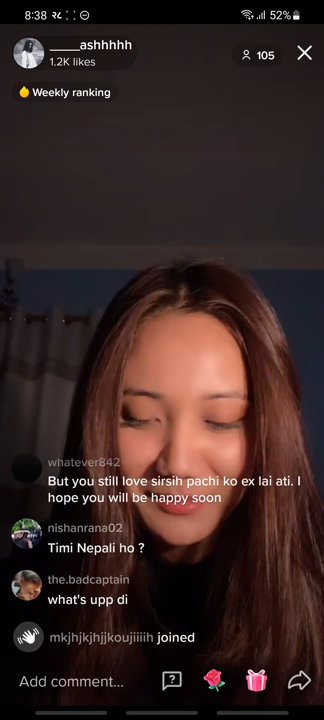 8:38 २८
52%
____ashhhhh
1.2K likes
105
Weekly ranking
whatever842
But you still love sirsih pachi ko ex lai ati. I
hope you will be happy soon
nishanrana02
Timi Nepali ho ?
the.badcaptain
what's upp di
mkjhjkjhjjkoujiiiih joined
Add comment...